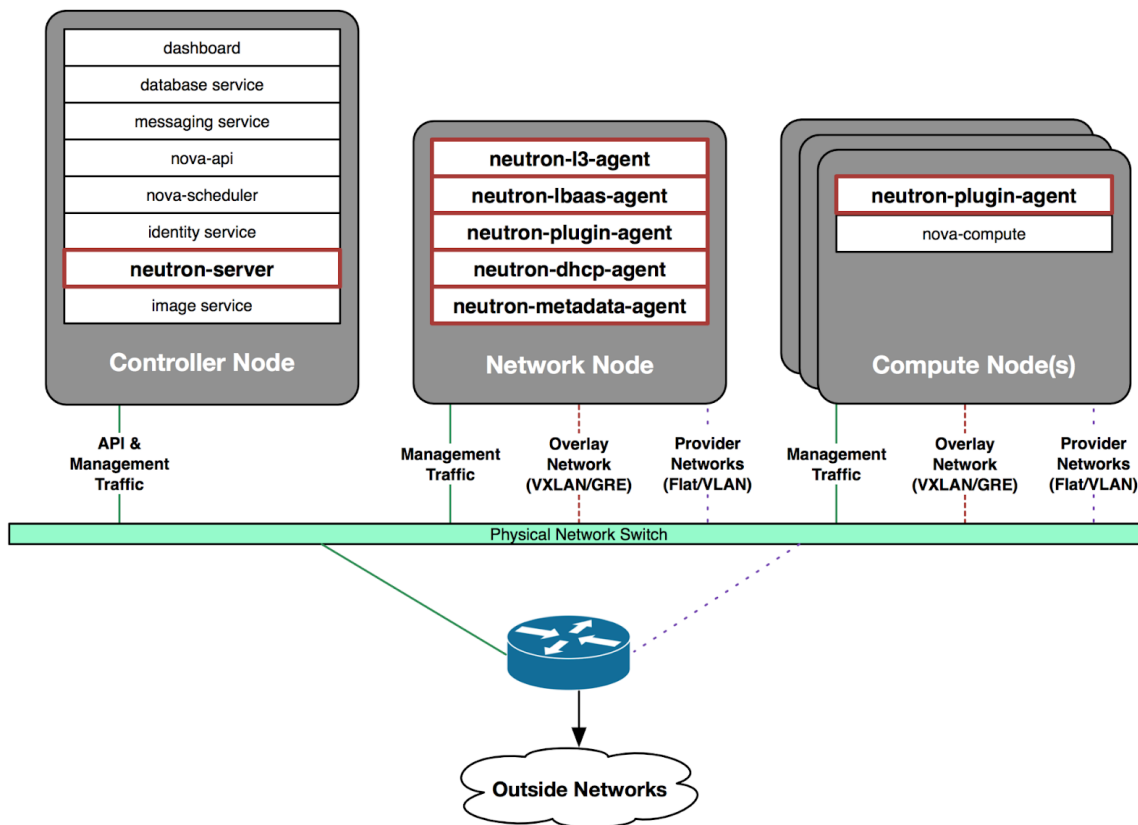 dashboard
database service
messaging service
nova-api
nova-scheduler
identity service
neutron-server
image service
Controller Node
neutron-l3-agent
neutron-lbaas-agent
neutron-plugin-agent
neutron-dhcp-agent
neutron-metadata-agent
Network Node
neutron-plugin-agent
nova-compute
Compute Node(s)
API &
Management
Traffic
Management
Traffic
Overlay
Network
(VXLAN/GRE)
Provider
Networks
(Flat/VLAN)
Management
Traffic
Overlay
Network
(VXLAN/GRE)
Provider
Networks
(Flat/VLAN)
Physical Network Switch
Outside Networks